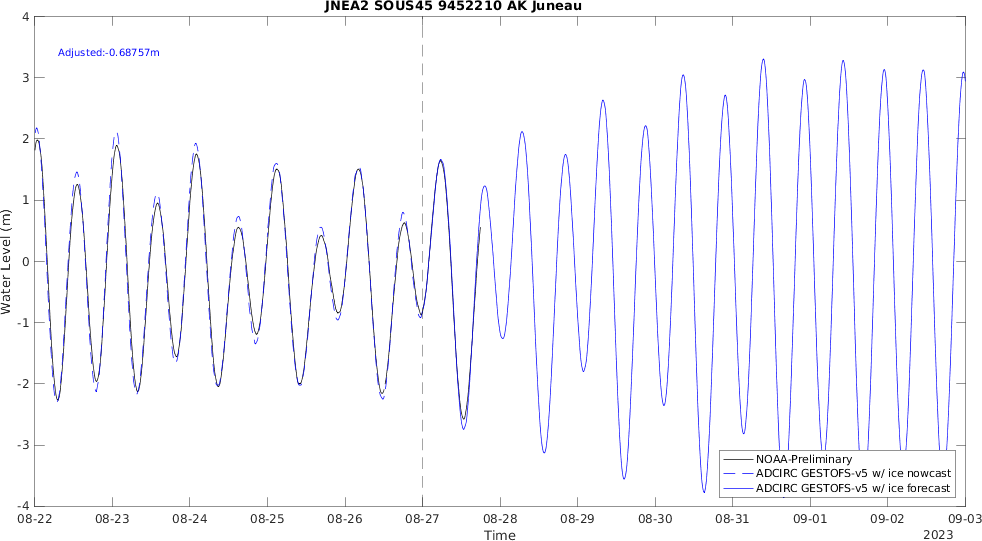 JNEA2 SOUS45 9452210 AK Juneau
Adjusted:-0.68757m
Water Level (m)
4
3
2
1
0
-1
-2
-3
-4
NOAA-Preliminary
ADCIRC GESTOFS-v5 w/ ice nowcast
ADCIRC GESTOFS-v5 w/ ice forecast
08-22 08-23 08-24 08-25 08-26 08-27 08-28 08-29 08-30 08-31 09-01 09-02 09-03
Time
2023